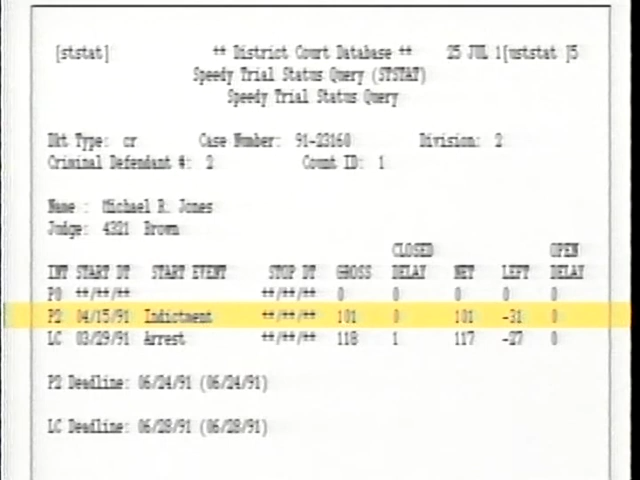 [ststat] ** District Court Database ** 25 JUL 1[uststat ]5
Speedy Trial Status Query (STSTAT)
Speedy Trial Status Query
Dkt Type: cr Case Number: 91-23160 Division: 2
Criminal Defendant #: 2 Count ID: 1
Name : Michael R. Jones
Judge: 4321 Brown
CLOSED OPEN
INT START DT START EVENT STOP DT GROSS DELAY NET LEFT DELAY
P0 **/**/** **/**/** 0 0 0 0 0
P2 04/15/91 Indictment **/**/** 101 0 101 -31 0
LC 03/29/91 Arrest **/**/** 118 1 117 -27 0
P2 Deadline: 06/24/91 (06/24/91)
LC Deadline: 06/28/91 (06/28/91)